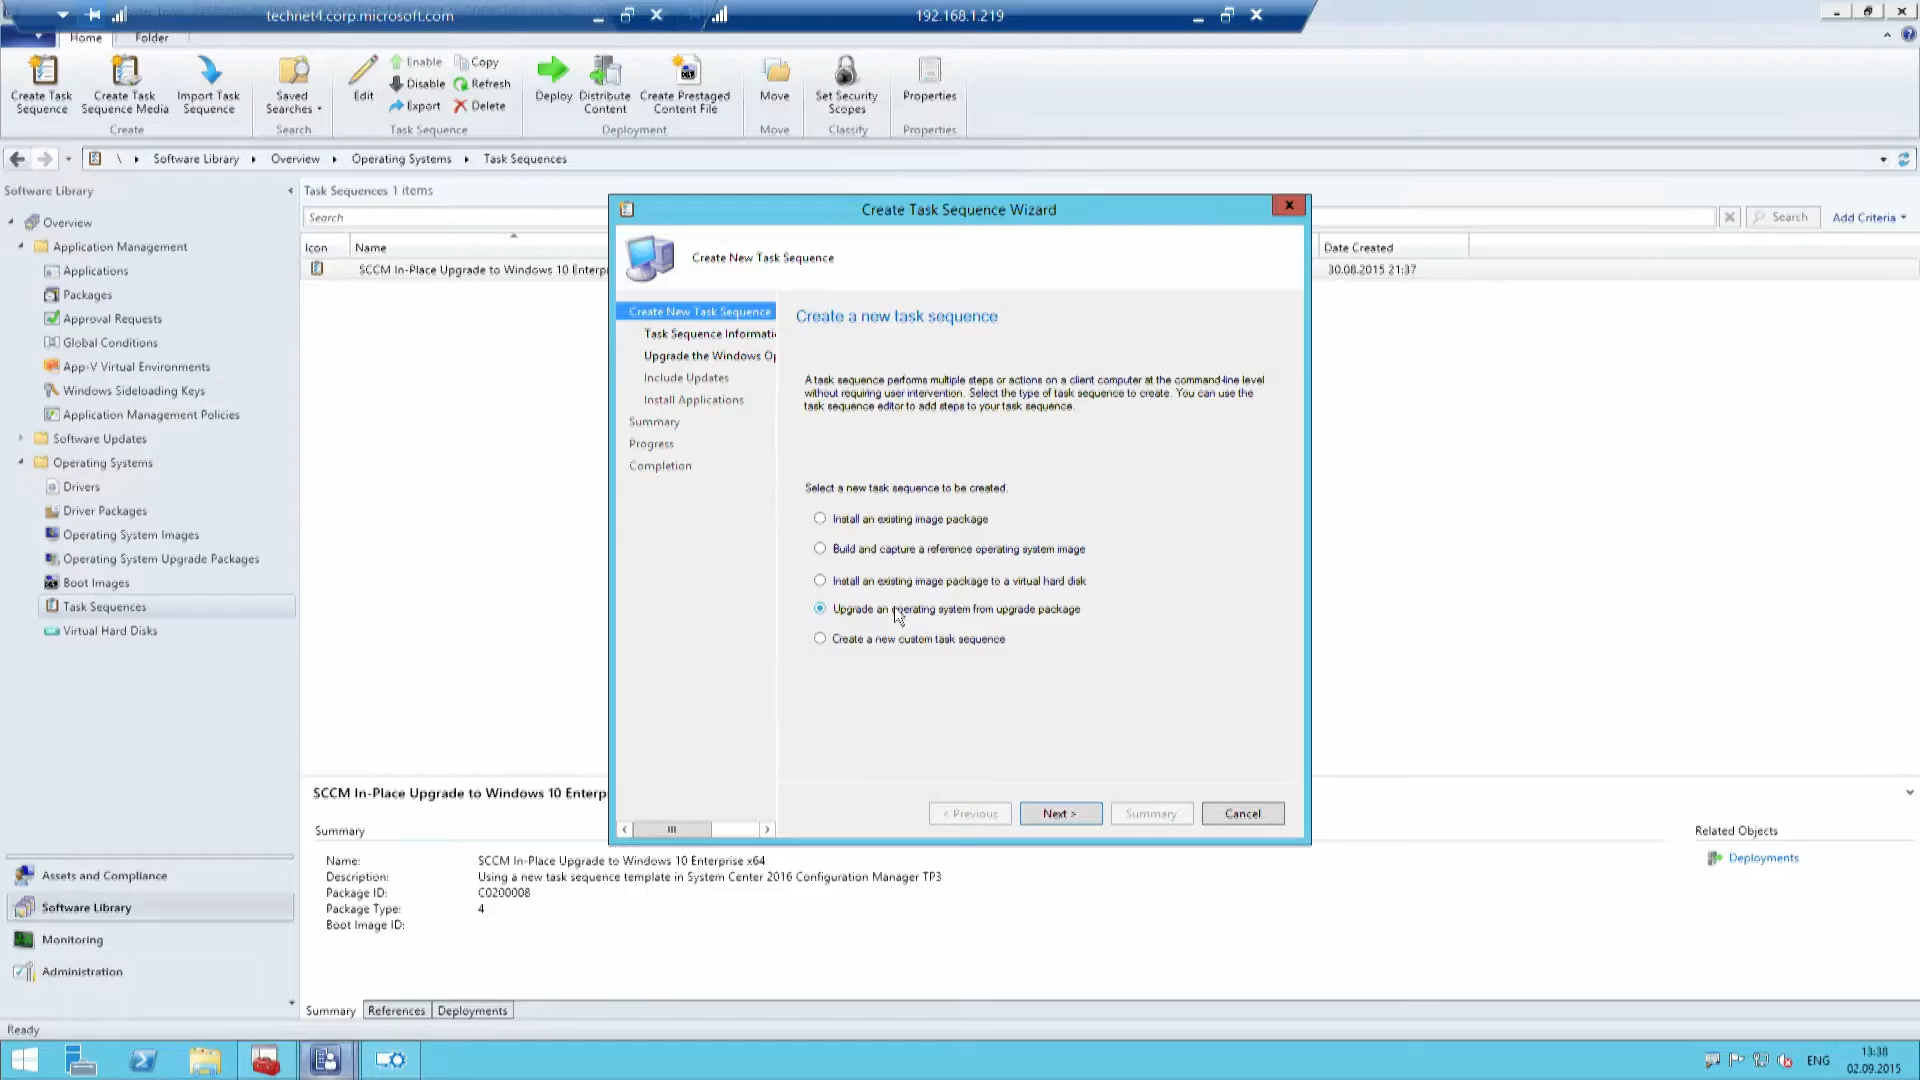 technet4.corp.microsoft.com
192.168.1.219
Home
Folder
Create Task
Sequence
Create Task
Sequence Media
Import Task
Sequence
Saved
Searches
Edit
Enable
Disable
Export
Copy
Refresh
Delete
Deploy
Distribute
Content
Create Prestaged
Content File
Move
Set Security
Scopes
Properties
Create
Search
Task Sequence
Deployment
Move
Classify
Properties
\ Software Library Overview Operating Systems Task Sequences
Software Library
Overview
Application Management
Applications
Packages
Approval Requests
Global Conditions
App-V Virtual Environments
Windows Sideloading Keys
Application Management Policies
Software Updates
Operating Systems
Drivers
Driver Packages
Operating System Images
Operating System Upgrade Packages
Boot Images
Task Sequences
Virtual Hard Disks
Assets and Compliance
Software Library
Monitoring
Administration
Task Sequences 1 items
Search
Search
Add Criteria
Icon
Name
Date Created
SCCM In-Place Upgrade to Windows 10 Enterp
30.08.2015 21:37
Create Task Sequence Wizard
x
Create New Task Sequence
Create New Task Sequence
Task Sequence Informati
Upgrade the Windows Op
Include Updates
Install Applications
Summary
Progress
Completion
Create a new task sequence
A task sequence performs multiple steps or actions on a client computer at the command-line level
without requiring user intervention. Select the type of task sequence to create. You can use the
task sequence editor to add steps to your task sequence.
Select a new task sequence to be created.
Install an existing image package
Build and capture a reference operating system image
Install an existing image package to a virtual hard disk
Upgrade an operating system from upgrade package
Create a new custom task sequence
< Previous
Next >
Summary
Cancel
SCCM In-Place Upgrade to Windows 10 Enterp
Summary
Name: SCCM In-Place Upgrade to Windows 10 Enterprise x64
Description: Using a new task sequence template in System Center 2016 Configuration Manager TP3
Package ID: C0200008
Package Type: 4
Boot Image ID:
Related Objects
Deployments
Summary
References
Deployments
Ready
ENG
13:38
02.09.2015